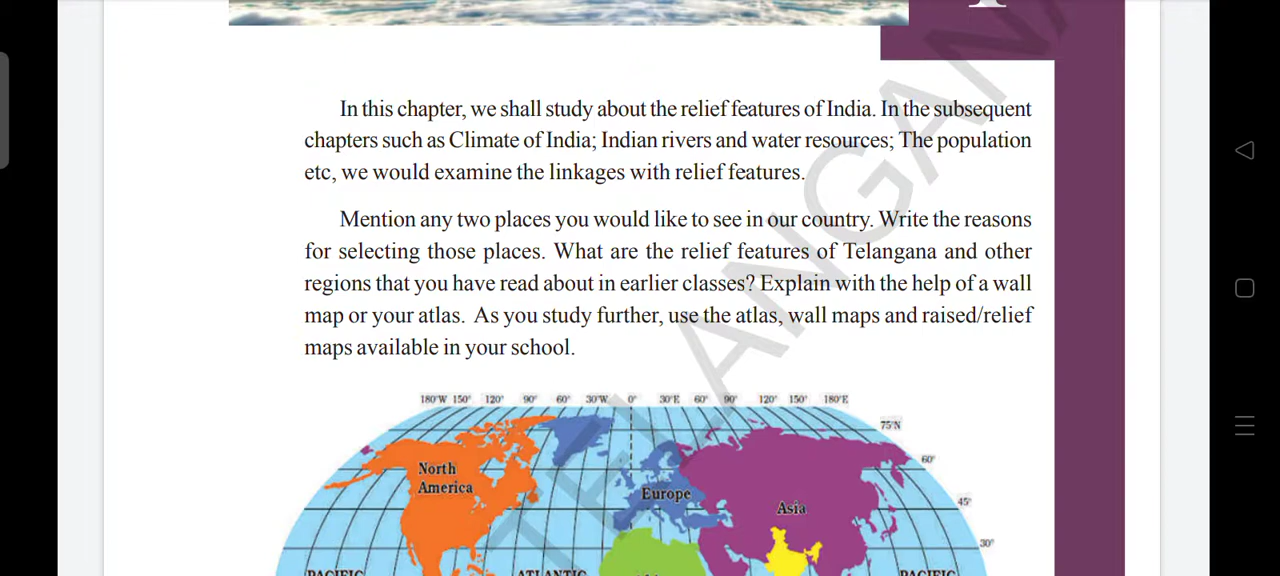 In this chapter, we shall study about the relief features of India. In the subsequent
chapters such as Climate of India; Indian rivers and water resources; The population
etc, we would examine the linkages with relief features.
Mention any two places you would like to see in our country. Write the reasons
for selecting those places. What are the relief features of Telangana and other
regions that you have read about in earlier classes? Explain with the help of a wall
map or your atlas. As you study further, use the atlas, wall maps and raised/relief
maps available in your school.
180°W 150° 120° 90° 60° 30°W 0° 30°E 60° 90° 120° 150° 180°E
75°N
60°
45°
30°
North
America
Europe
Asia
PACIFIC
ATLANTIC
PACIFIC
TELANGANA